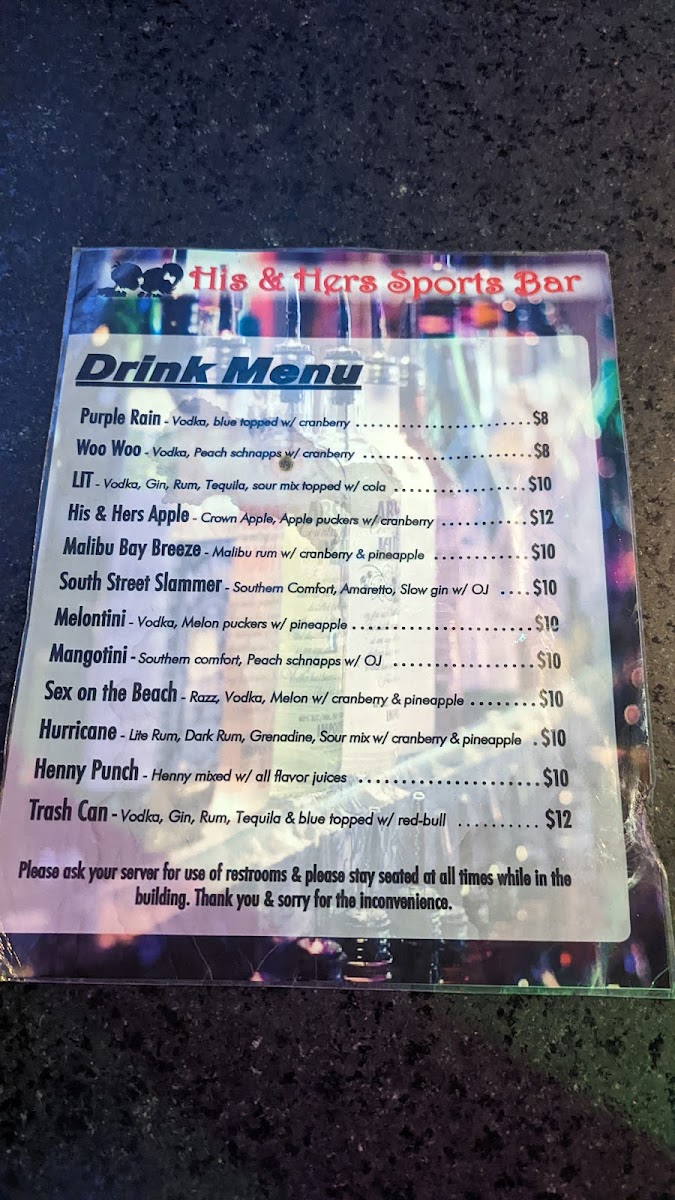 His & Hers Sports Bar
Drink Menu
Purple Rain - Vodka, blue topped w/ cranberry ........................... $8
Woo Woo - Vodka, Peach schnapps w/ cranberry .......................... $8
LIT - Vodka, Gin, Rum, Tequila, sour mix topped w/ cola .................... $10
His & Hers Apple - Crown Apple, Apple puckers w/ cranberry ............ $12
Malibu Bay Breeze - Malibu rum w/ cranberry & pineapple ............. $10
South Street Slammer - Southern Comfort, Amaretto, Slow gin w/ OJ .... $10
Melontini - Vodka, Melon puckers w/ pineapple ......................... $10
Mangotini - Southern comfort, Peach schnapps w/ OJ ................... $10
Sex on the Beach - Razz, Vodka, Melon w/ cranberry & pineapple ........ $10
Hurricane - Lite Rum, Dark Rum, Grenadine, Sour mix w/ cranberry & pineapple . $10
Henny Punch - Henny mixed w/ all flavor juices ....................... $10
Trash Can - Vodka, Gin, Rum, Tequila & blue topped w/ red-bull .......... $12
Please ask your server for use of restrooms & please stay seated at all times while in the
building. Thank you & sorry for the inconvenience.